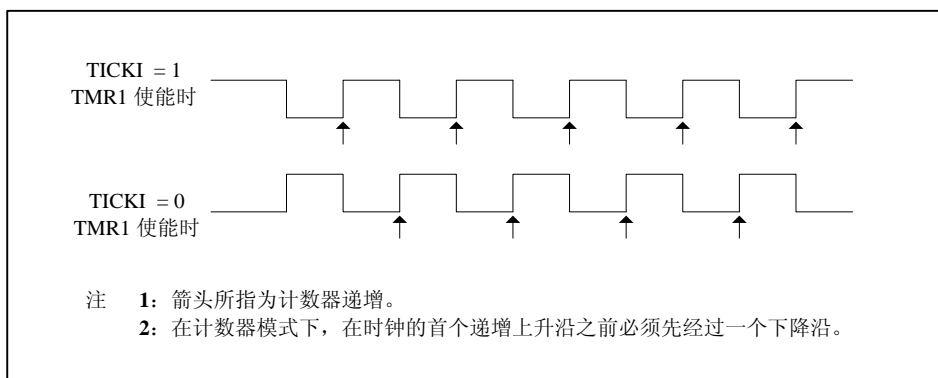 TICKI = 1
TMR1 使能时
TICKI = 0
TMR1 使能时
注 1：箭头所指为计数器递增。
2：在计数器模式下，在时钟的首个递增上升沿之前必须先经过一个下降沿。